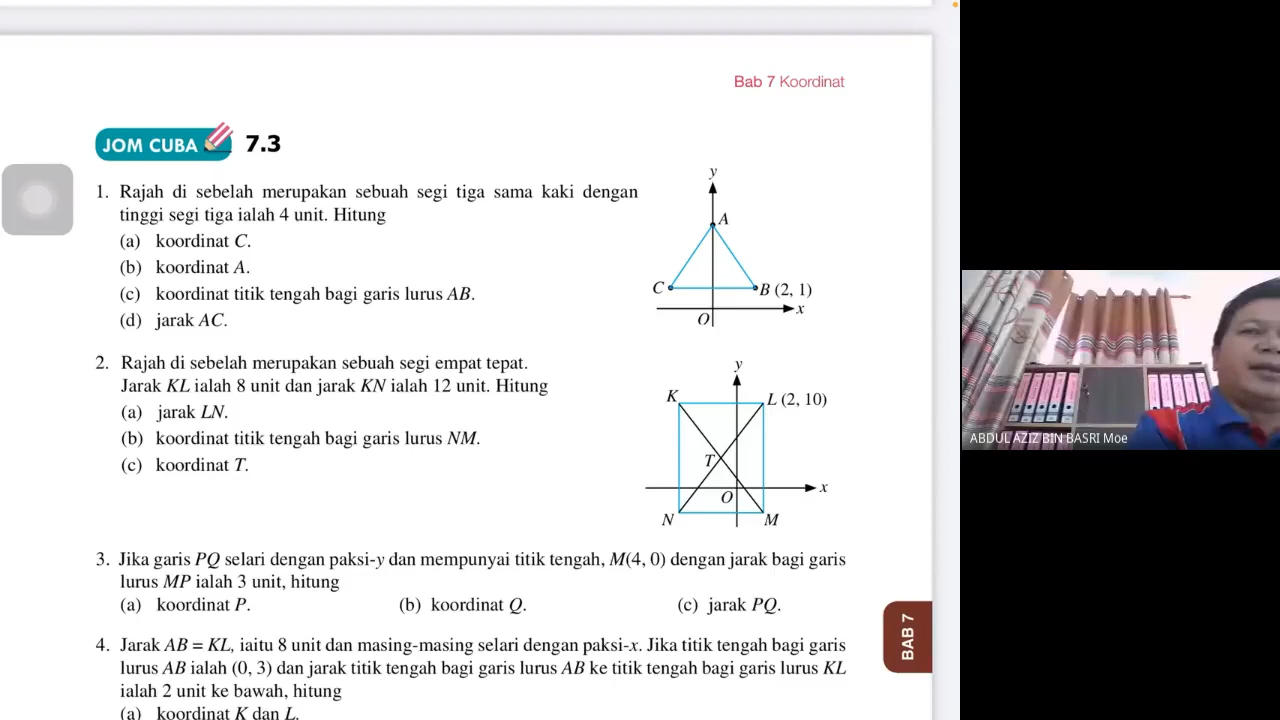 Bab 7 Koordinat
JOM CUBA 7.3
1. Rajah di sebelah merupakan sebuah segi tiga sama kaki dengan
tinggi segi tiga ialah 4 unit. Hitung
(a) koordinat C.
(b) koordinat A.
(c) koordinat titik tengah bagi garis lurus AB.
(d) jarak AC.
y
A
C
B (2, 1)
x
O
2. Rajah di sebelah merupakan sebuah segi empat tepat.
Jarak KL ialah 8 unit dan jarak KN ialah 12 unit. Hitung
(a) jarak LN.
(b) koordinat titik tengah bagi garis lurus NM.
(c) koordinat T.
y
K
L (2, 10)
T
x
O
N
M
3. Jika garis PQ selari dengan paksi-y dan mempunyai titik tengah, M(4, 0) dengan jarak bagi garis
lurus MP ialah 3 unit, hitung
(a) koordinat P. (b) koordinat Q. (c) jarak PQ.
4. Jarak AB = KL, iaitu 8 unit dan masing-masing selari dengan paksi-x. Jika titik tengah bagi garis
lurus AB ialah (0, 3) dan jarak titik tengah bagi garis lurus AB ke titik tengah bagi garis lurus KL
ialah 2 unit ke bawah, hitung
(a) koordinat K dan L.
BAB 7
ABDUL AZIZ BIN BASRI Moe